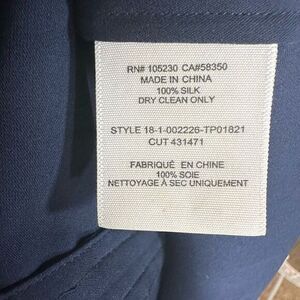 RN# 105230 CA#58350
MADE IN CHINA
100% SILK
DRY CLEAN ONLY
STYLE 18-1-002226-TP01821
CUT 431471
FABRIQUÉ EN CHINE
100% SOIE
NETTOYAGE À SEC UNIQUEMENT